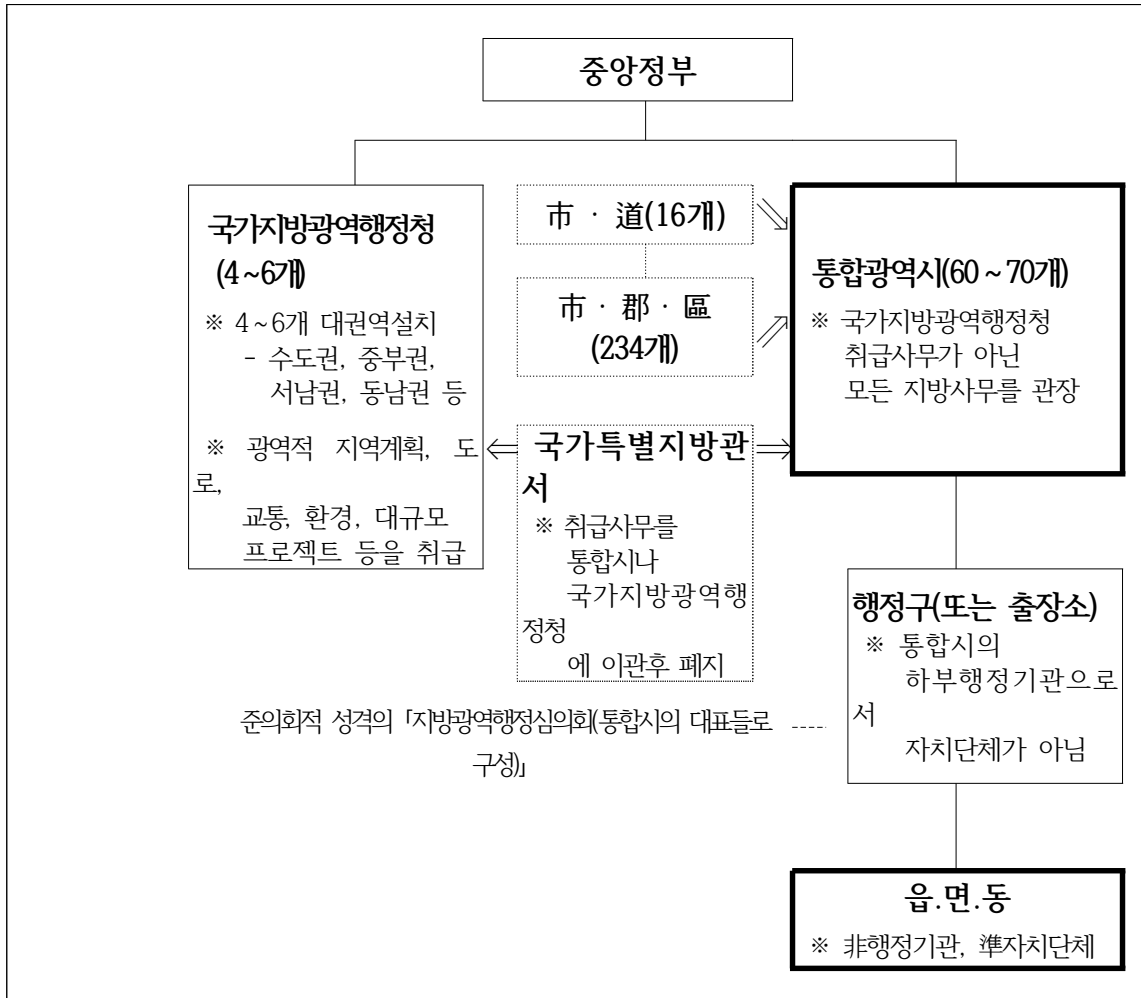 중앙정부
국가지방광역행정청
(4~6개)
※ 4~6개 대권역설치
- 수도권, 중부권,
서남권, 동남권 등
※ 광역적 지역계획, 도
로,
교통, 환경, 대규모
프로젝트 등을 취급
市 · 道(16개)
市 · 郡 · 區
(234개)
국가특별지방관
서
※ 취급사무를
통합시나
국가지방광역행
정청
에 이관후 폐지
통합광역시(60~70개)
※ 국가지방광역행정청
취급사무가 아닌
모든 지방사무를 관장
행정구(또는 출장소)
※ 통합시의
하부행정기관으로
서
자치단체가 아님
준의회적 성격의 「지방광역행정심의회(통합시의 대표들로
구성)」
읍.면.동
※ 非행정기관, 準자치단체